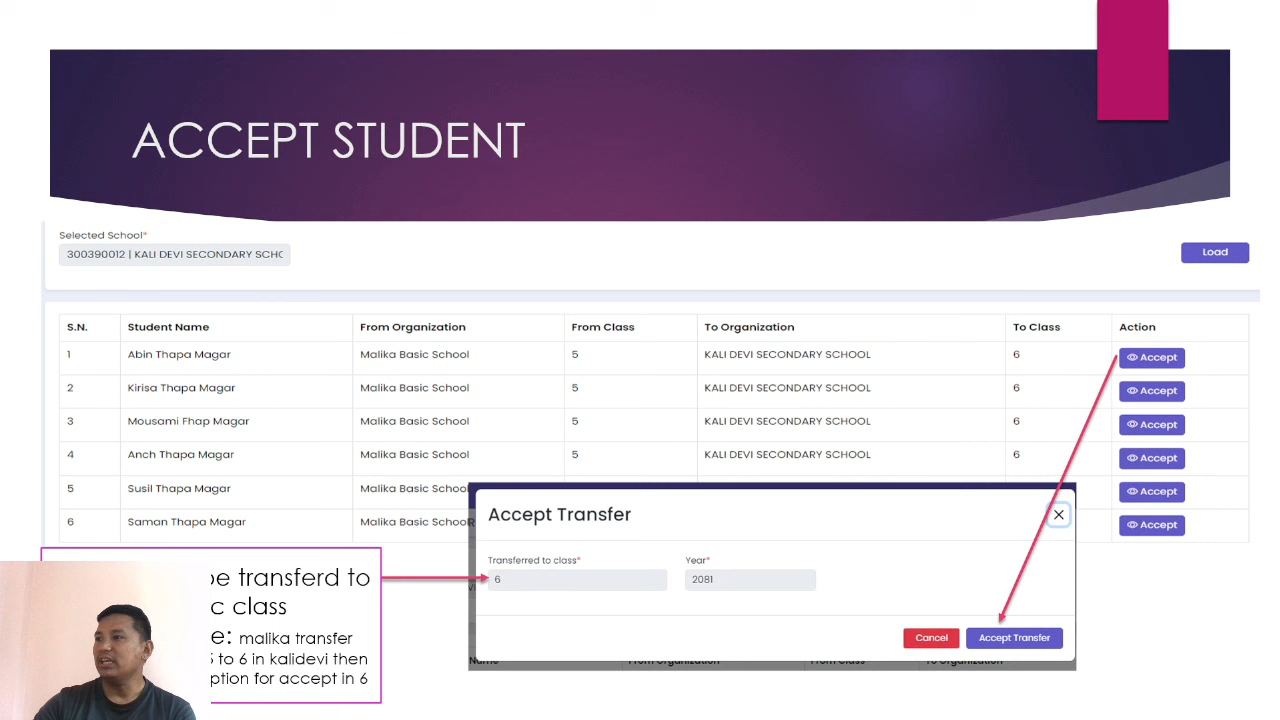 ACCEPT STUDENT
Selected School*
300390012 | KALI DEVI SECONDARY SCHO
Load
S.N. Student Name From Organization From Class To Organization To Class Action
1 Abin Thapa Magar Malika Basic School 5 KALI DEVI SECONDARY SCHOOL 6 Accept
2 Kirisa Thapa Magar Malika Basic School 5 KALI DEVI SECONDARY SCHOOL 6 Accept
3 Mousami Fhap Magar Malika Basic School 5 KALI DEVI SECONDARY SCHOOL 6 Accept
4 Anch Thapa Magar Malika Basic School 5 KALI DEVI SECONDARY SCHOOL 6 Accept
5 Susil Thapa Magar Malika Basic School Accept
6 Saman Thapa Magar Malika Basic School Accept
Accept Transfer
Transferred to class* Year*
6 2081
Cancel Accept Transfer
be transferd to
c class
e: malika transfer
5 to 6 in kalidevi then
ption for accept in 6